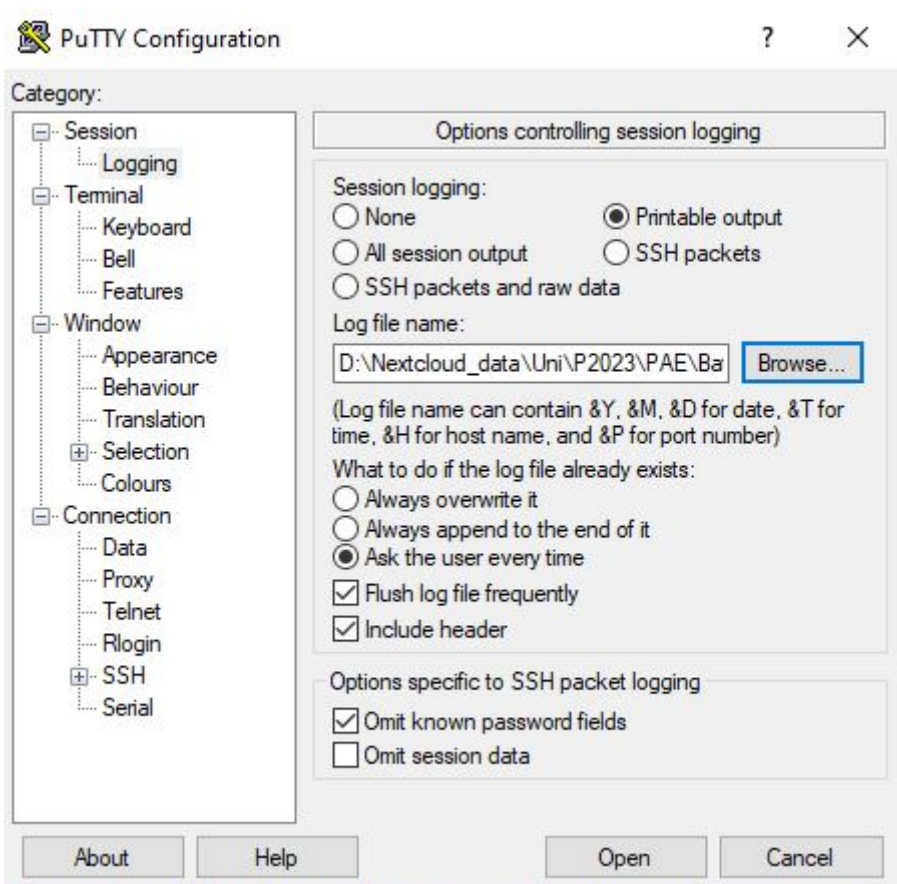 PuTTY Configuration
?
Category:
Session
Logging
Terminal
Keyboard
Bell
Features
Window
Appearance
Behaviour
Translation
Selection
Colours
Connection
Data
Proxy
Telnet
Rlogin
SSH
Serial
Options controlling session logging
Session logging:
None
Printable output
All session output
SSH packets
SSH packets and raw data
Log file name:
D:\Nextcloud_data\Uni\P2023\PAE\Ba
Browse...
(Log file name can contain &Y, &M, &D for date, &T for
time, &H for host name, and &P for port number)
What to do if the log file already exists:
Always overwrite it
Always append to the end of it
Ask the user every time
Flush log file frequently
Include header
Options specific to SSH packet logging
Omit known password fields
Omit session data
About
Help
Open
Cancel